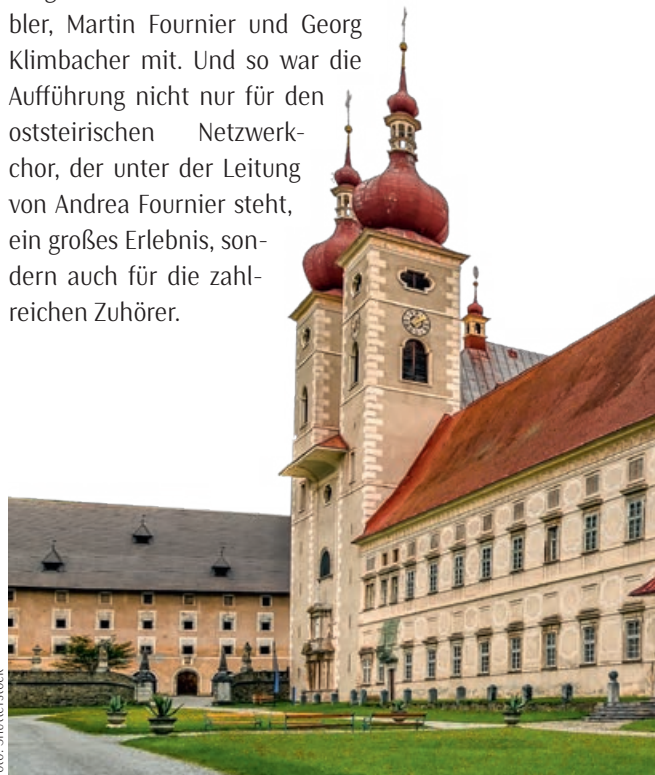 bler, Martin Fournier und Georg
Klimbacher mit. Und so war die
Aufführung nicht nur für den
oststeirischen Netzwerk-
chor, der unter der Leitung
von Andrea Fournier steht,
ein großes Erlebnis, son-
dern auch für die zahl-
reichen Zuhörer.